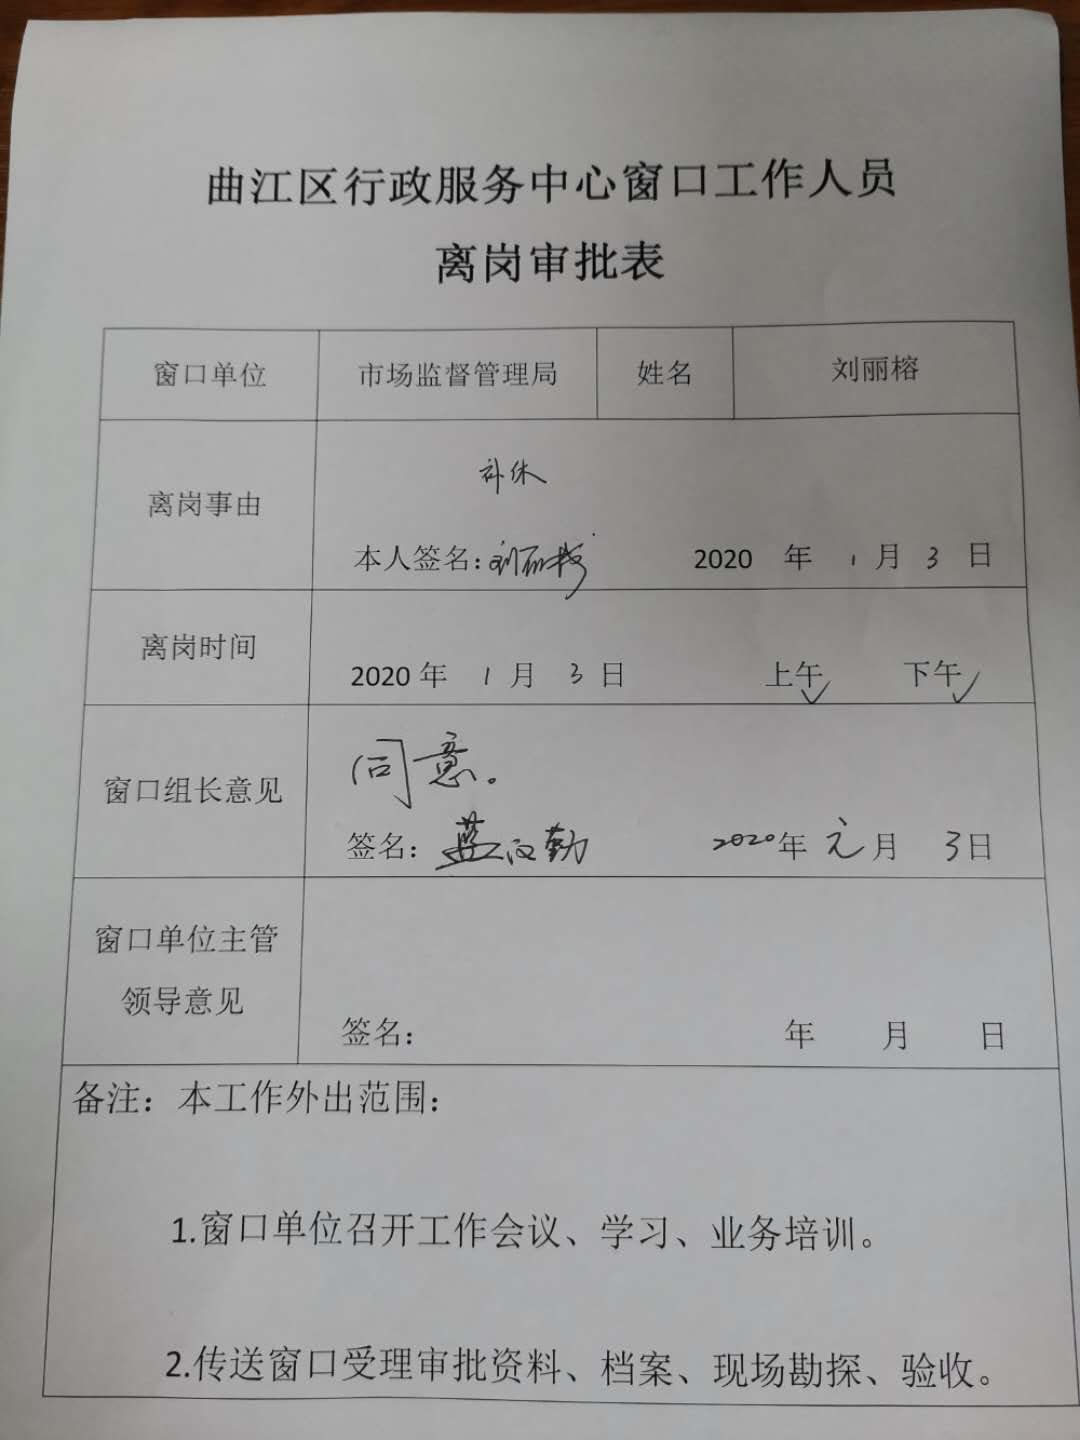 曲江区行政服务中心窗口工作人员
离岗审批表
窗口单位 市场监督管理局 姓名 刘丽榕
离岗事由
补休
本人签名：刘丽榕 2020 年 1 月 3 日
离岗时间
2020 年 1 月 3 日 上午✓ 下午✓
窗口组长意见
同意。
签名：蓝汉勤 2020年 元月 3日
窗口单位主管
领导意见
签名： 年 月 日
备注：本工作外出范围：
1.窗口单位召开工作会议、学习、业务培训。
2.传送窗口受理审批资料、档案、现场勘探、验收。